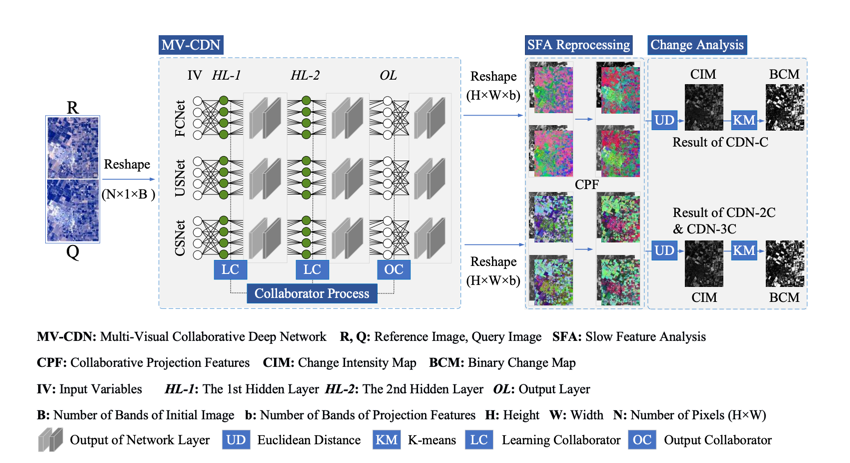 MV-CDN
SFA Reprocessing
Change Analysis
IV HL-1 HL-2 OL
R
Q
Reshape
(N×1×B )
FCNet
USNet
CSNet
LC
LC
OC
Collaborator Process
Reshape
(H×W×b)
Reshape
(H×W×b)
CPF
CIM
BCM
UD
KM
Result of CDN-C
Result of CDN-2C
& CDN-3C
UD
KM
CIM
BCM
MV-CDN: Multi-Visual Collaborative Deep Network R, Q: Reference Image, Query Image SFA: Slow Feature Analysis
CPF: Collaborative Projection Features CIM: Change Intensity Map BCM: Binary Change Map
IV: Input Variables HL-1: The 1st Hidden Layer HL-2: The 2nd Hidden Layer OL: Output Layer
B: Number of Bands of Initial Image b: Number of Bands of Projection Features H: Height W: Width N: Number of Pixels (H×W)
Output of Network Layer UD Euclidean Distance KM K-means LC Learning Collaborator OC Output Collaborator